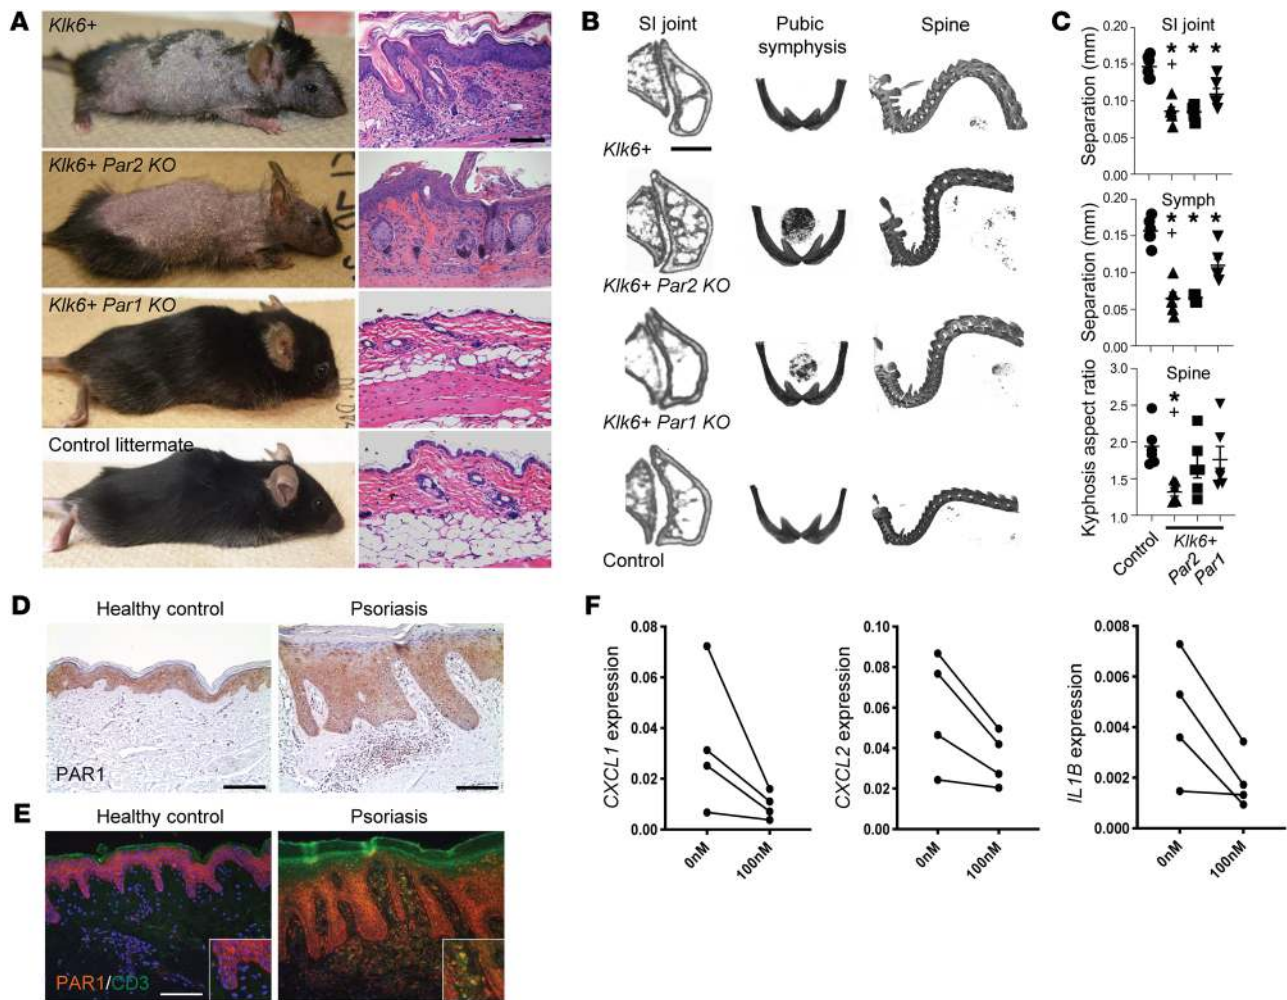 A
Klk6+
Klk6+ Par2 KO
Klk6+ Par1 KO
Control littermate
B
SI joint
Pubic
symphysis
Spine
Klk6+
Klk6+ Par2 KO
Klk6+ Par1 KO
Control
C
SI joint
Separation (mm)
0.20
0.15
0.10
0.05
0.00
* * *
+
Symph
Separation (mm)
0.20
0.15
0.10
0.05
0.00
* * *
+
Spine
Kyphosis aspect ratio
3.0
2.5
2.0
1.5
1.0
*
+
Control
Klk6+
Par2
Par1
D
Healthy control
Psoriasis
PAR1
E
Healthy control
Psoriasis
PAR1/CD3
F
CXCL1 expression
0.08
0.06
0.04
0.02
0.00
0nM
100nM
CXCL2 expression
0.10
0.08
0.06
0.04
0.02
0.00
0nM
100nM
IL1B expression
0.008
0.006
0.004
0.002
0.000
0nM
100nM